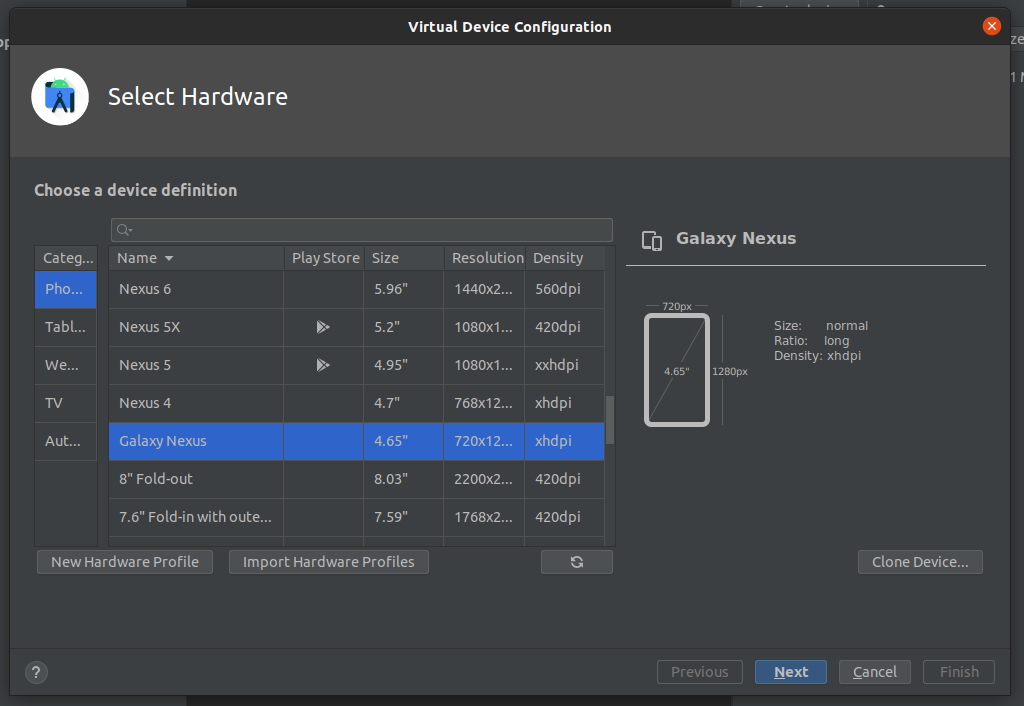 Virtual Device Configuration
Select Hardware
Choose a device definition
Categ... Name Play Store Size Resolution Density
Pho... Nexus 6 5.96" 1440x2... 560dpi
Tabl... Nexus 5X 5.2" 1080x1... 420dpi
We... Nexus 5 4.95" 1080x1... xxhdpi
TV Nexus 4 4.7" 768x12... xhdpi
Aut... Galaxy Nexus 4.65" 720x12... xhdpi
8" Fold-out 8.03" 2200x2... 420dpi
7.6" Fold-in with oute... 7.59" 1768x2... 420dpi
New Hardware Profile Import Hardware Profiles
Galaxy Nexus
720px
4.65" 1280px
Size: normal
Ratio: long
Density: xhdpi
Clone Device...
? Previous Next Cancel Finish